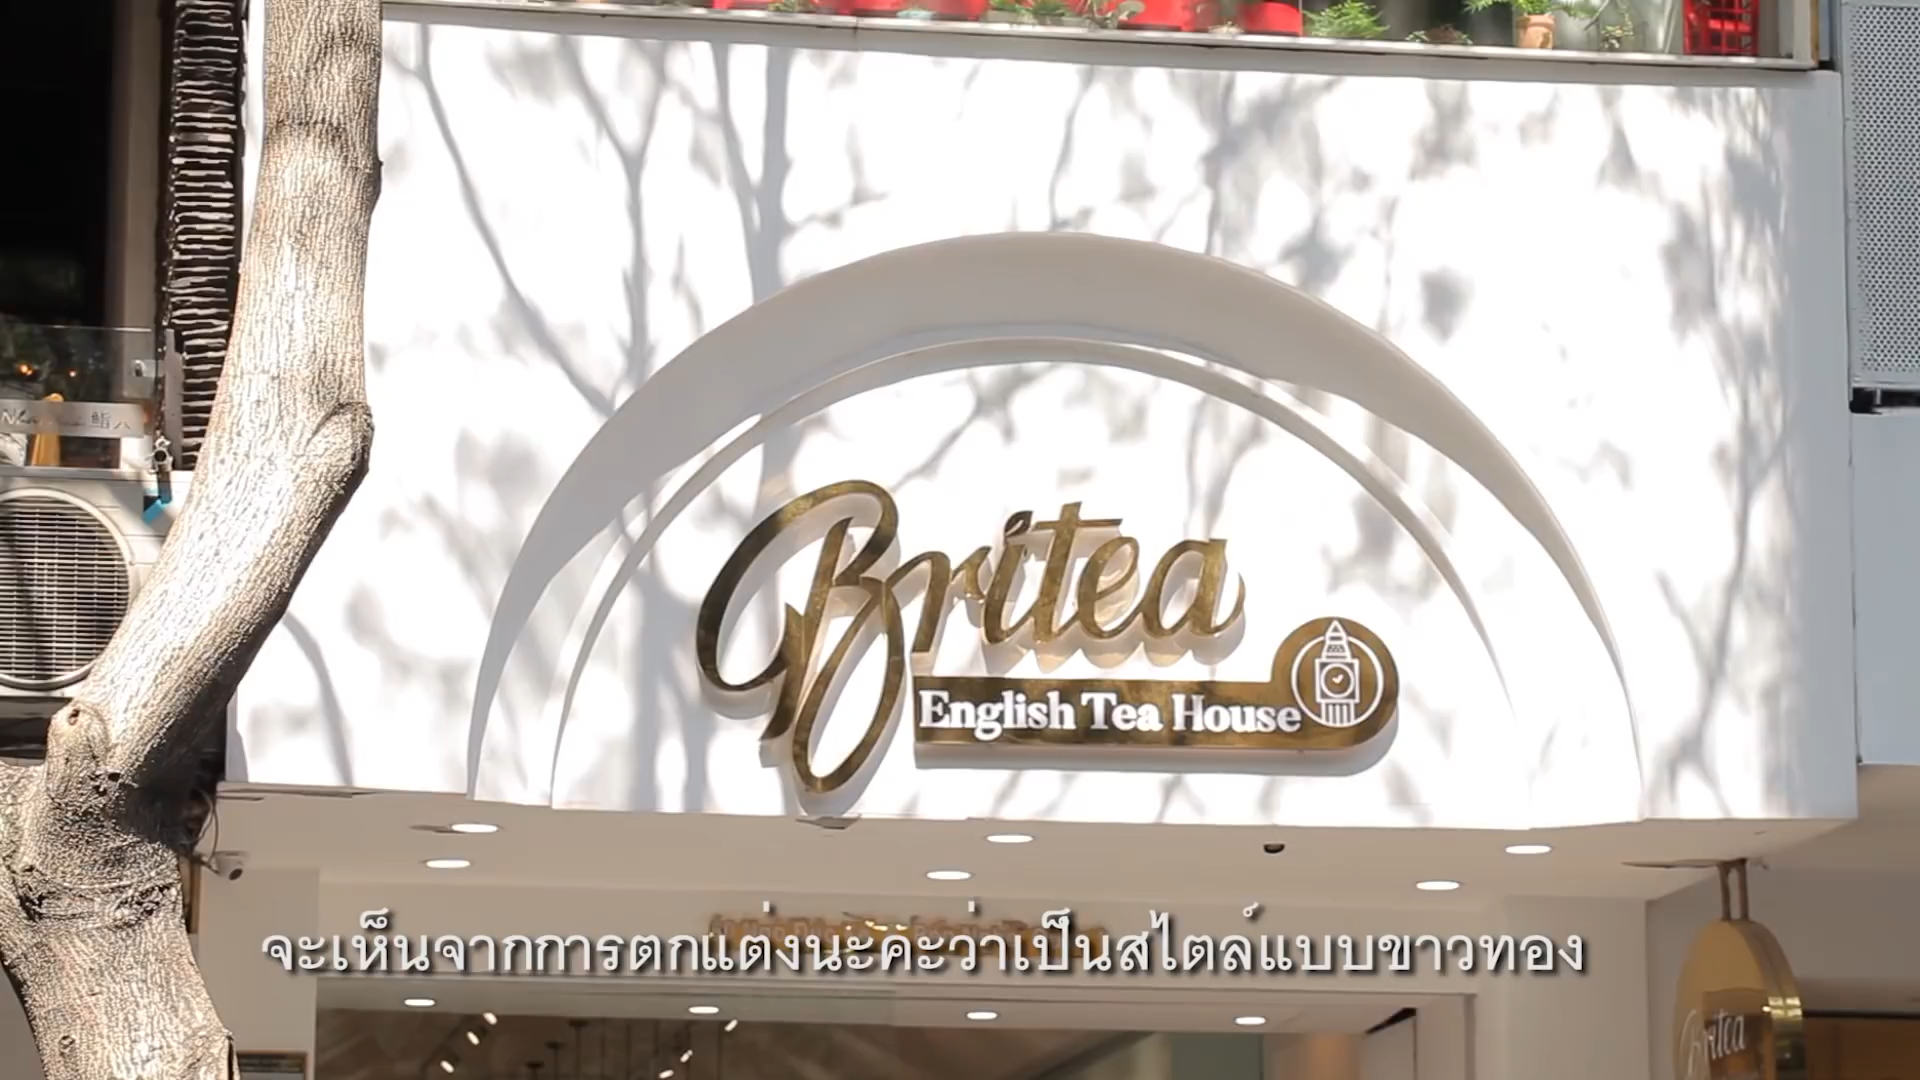 Britea
English Tea House
จะเห็นจากการตกแต่งนะคะว่าเป็นสไตล์แบบขาวทอง
Britea